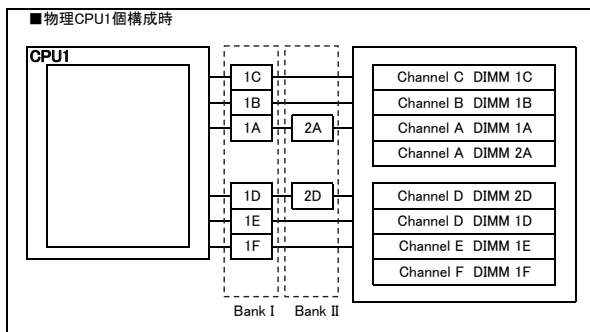 ■物理CPU1個構成時
CPU1
1C
1B
1A 2A
1D 2D
1E
1F
Bank I Bank II
Channel C DIMM 1C
Channel B DIMM 1B
Channel A DIMM 1A
Channel A DIMM 2A
Channel D DIMM 2D
Channel D DIMM 1D
Channel E DIMM 1E
Channel F DIMM 1F